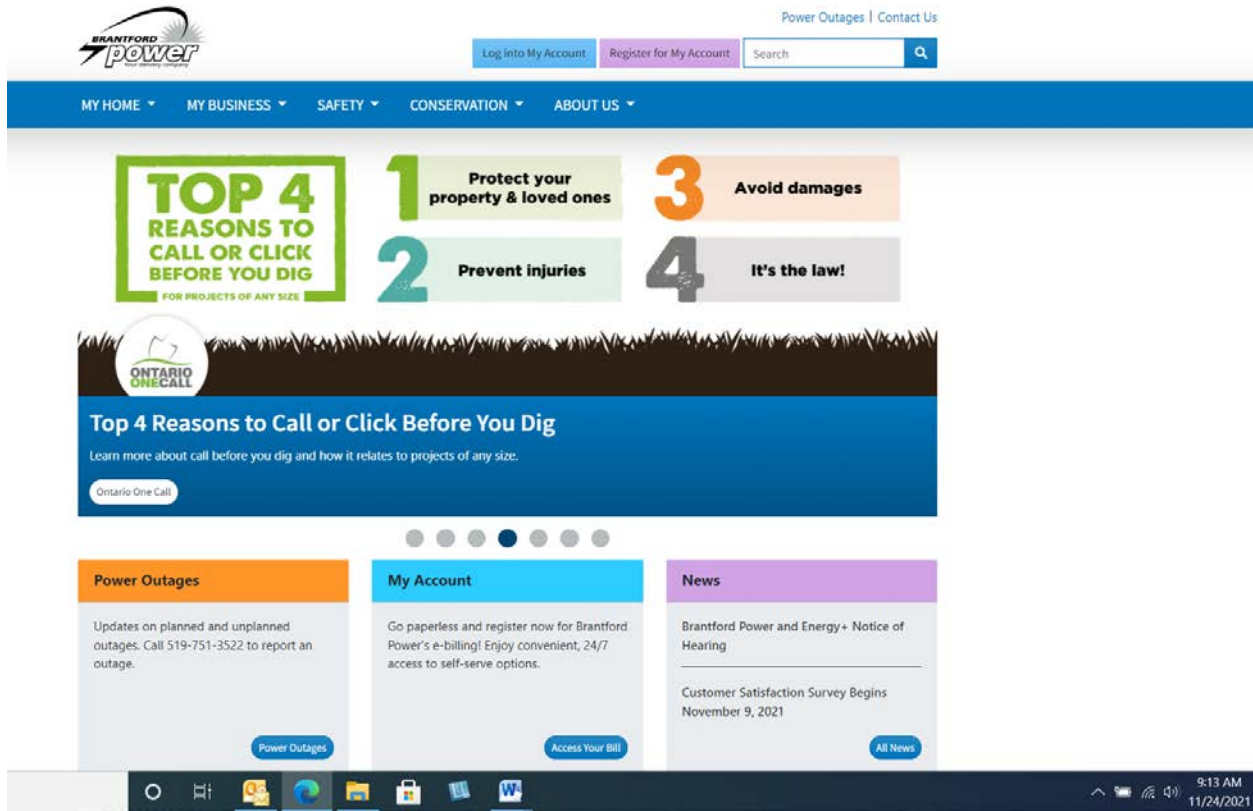 Power Outages | Contact Us
BRANTFORD
power
Your delivery company
Log into My Account
Register for My Account
Search
MY HOME
MY BUSINESS
SAFETY
CONSERVATION
ABOUT US
TOP 4
REASONS TO
CALL OR CLICK
BEFORE YOU DIG
FOR PROJECTS OF ANY SIZE
1
Protect your
property & loved ones
2
Prevent injuries
3
Avoid damages
4
It's the law!
ONTARIO
ONECALL
Top 4 Reasons to Call or Click Before You Dig
Learn more about call before you dig and how it relates to projects of any size.
Ontario One Call
Power Outages
Updates on planned and unplanned
outages. Call 519-751-3522 to report an
outage.
Power Outages
My Account
Go paperless and register now for Brantford
Power's e-billing! Enjoy convenient, 24/7
access to self-serve options.
Access Your Bill
News
Brantford Power and Energy+ Notice of
Hearing
Customer Satisfaction Survey Begins
November 9, 2021
All News
9:13 AM
11/24/2021